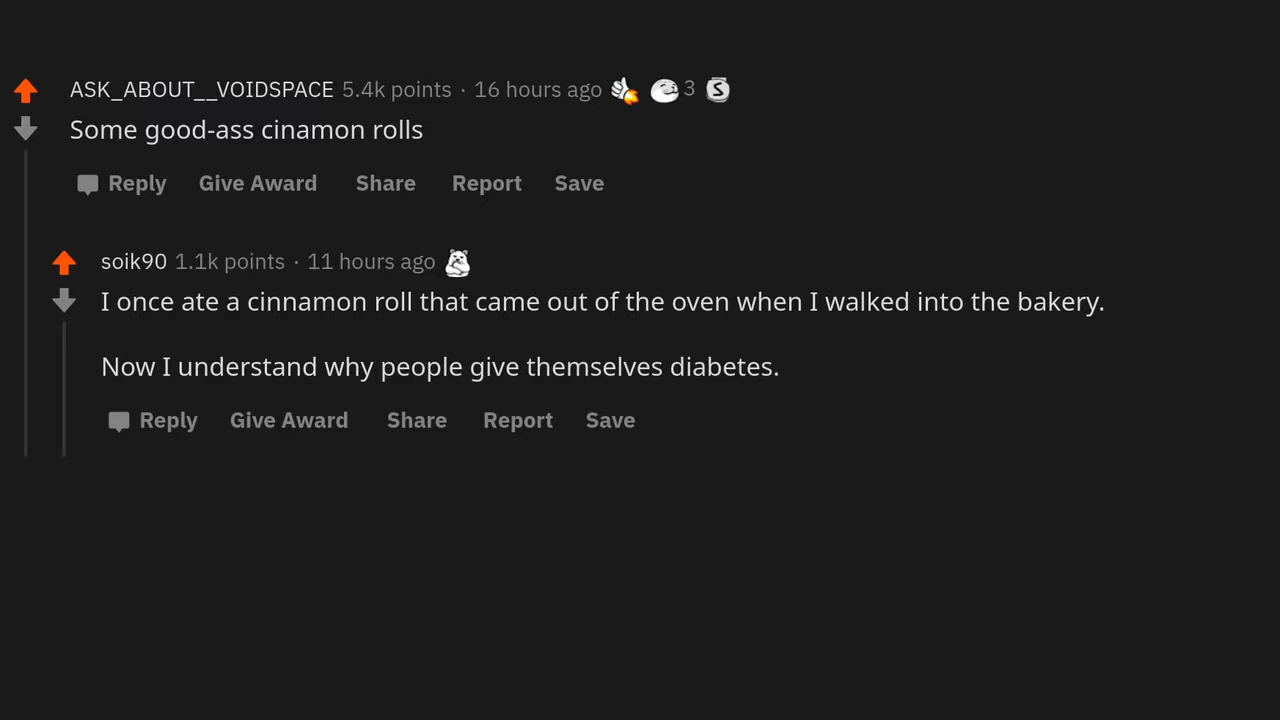 ASK_ABOUT__VOIDSPACE 5.4k points · 16 hours ago 3 S
Some good-ass cinamon rolls
Reply Give Award Share Report Save
soik90 1.1k points · 11 hours ago
I once ate a cinnamon roll that came out of the oven when I walked into the bakery.
Now I understand why people give themselves diabetes.
Reply Give Award Share Report Save